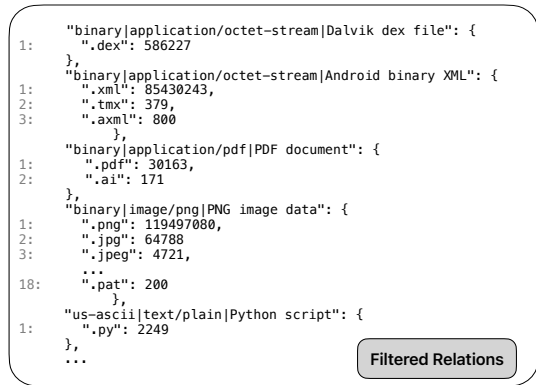 "binary|application/octet-stream|Dalvik dex file": {
1: ".dex": 586227
},
"binary|application/octet-stream|Android binary XML": {
1: ".xml": 85430243,
2: ".tmx": 379,
3: ".axml": 800
},
"binary|application/pdf|PDF document": {
1: ".pdf": 30163,
2: ".ai": 171
},
"binary|image/png|PNG image data": {
1: ".png": 119497080,
2: ".jpg": 64788
3: ".jpeg": 4721,
...
18: ".pat": 200
},
"us-ascii|text/plain|Python script": {
1: ".py": 2249
},
...
Filtered Relations